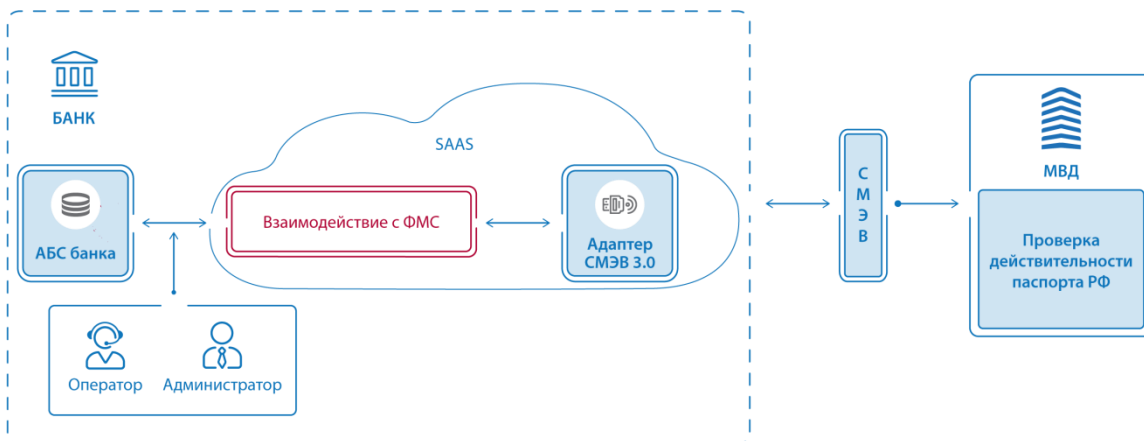 БАНК
SAAS
АБС банка
Взаимодействие с ФМС
Адаптер
СМЭВ 3.0
Оператор
Администратор
С
М
Э
В
МВД
Проверка
действительности
паспорта РФ